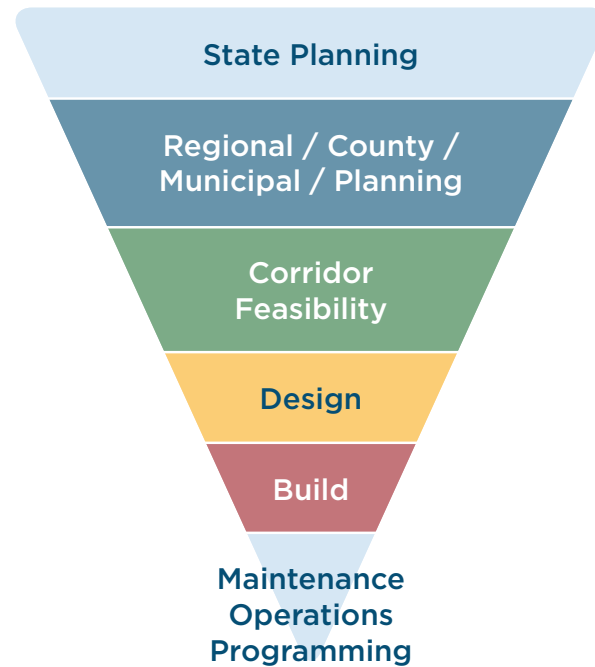 State Planning
Regional / County /
Municipal / Planning
Corridor
Feasibility
Design
Build
Maintenance
Operations
Programming